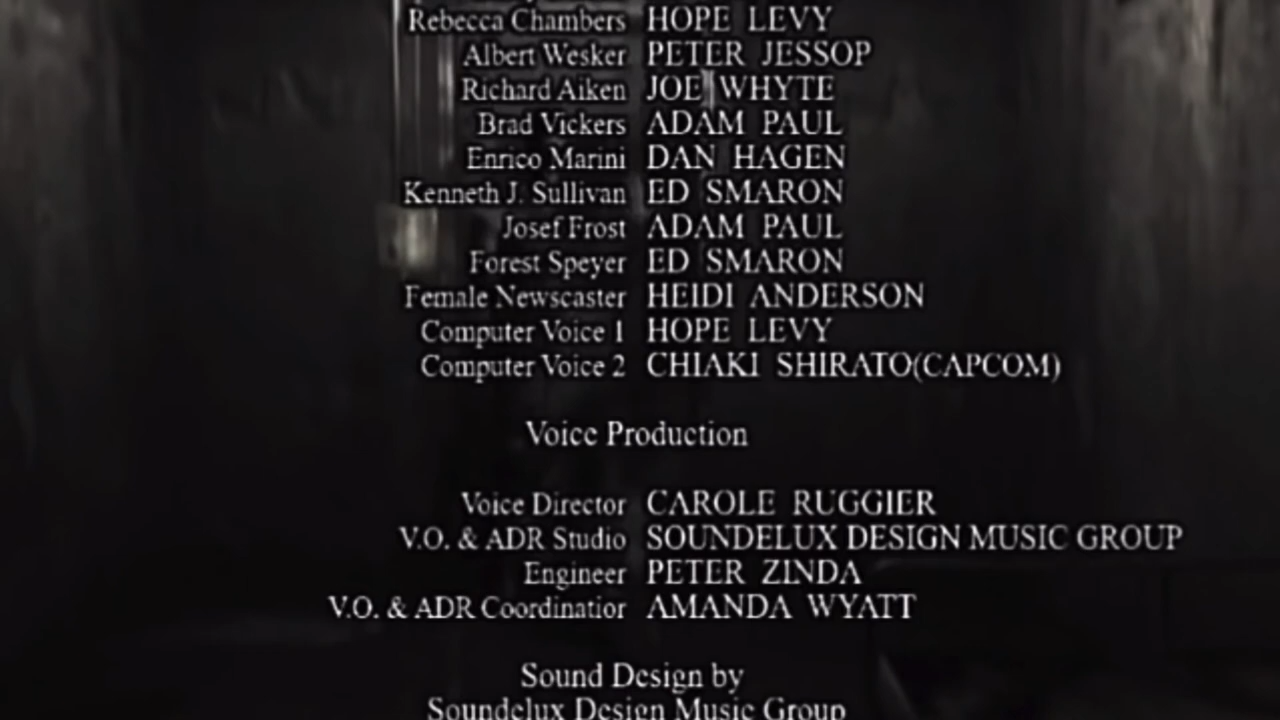 Rebecca Chambers HOPE LEVY
Albert Wesker PETER JESSOP
Richard Aiken JOE WHYTE
Brad Vickers ADAM PAUL
Enrico Marini DAN HAGEN
Kenneth J. Sullivan ED SMARON
Josef Frost ADAM PAUL
Forest Speyer ED SMARON
Female Newscaster HEIDI ANDERSON
Computer Voice 1 HOPE LEVY
Computer Voice 2 CHIAKI SHIRATO(CAPCOM)
Voice Production
Voice Director CAROLE RUGGIER
V.O. & ADR Studio SOUNDELUX DESIGN MUSIC GROUP
Engineer PETER ZINDA
V.O. & ADR Coordinatior AMANDA WYATT
Sound Design by
Soundelux Design Music Group